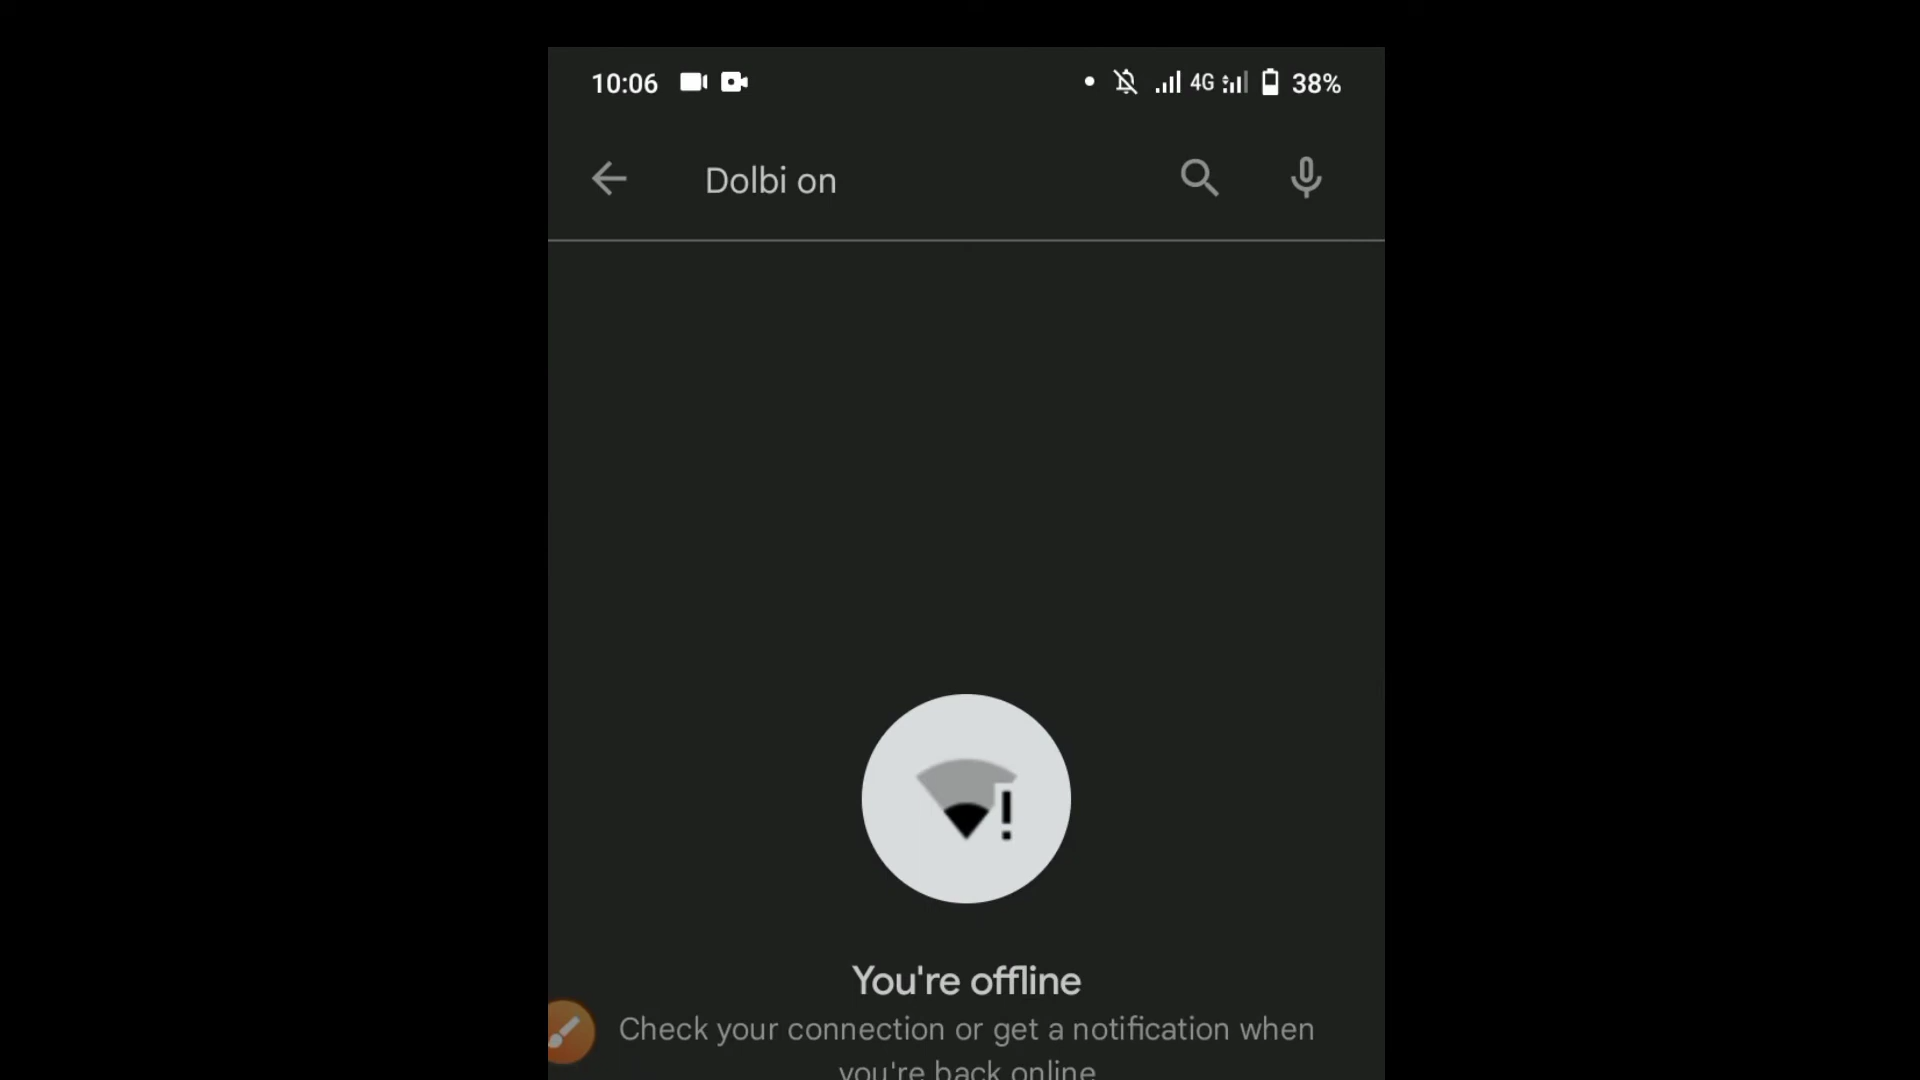 10:06 4G 38%
Dolbi on
You're offline
Check your connection or get a notification when
you're back online